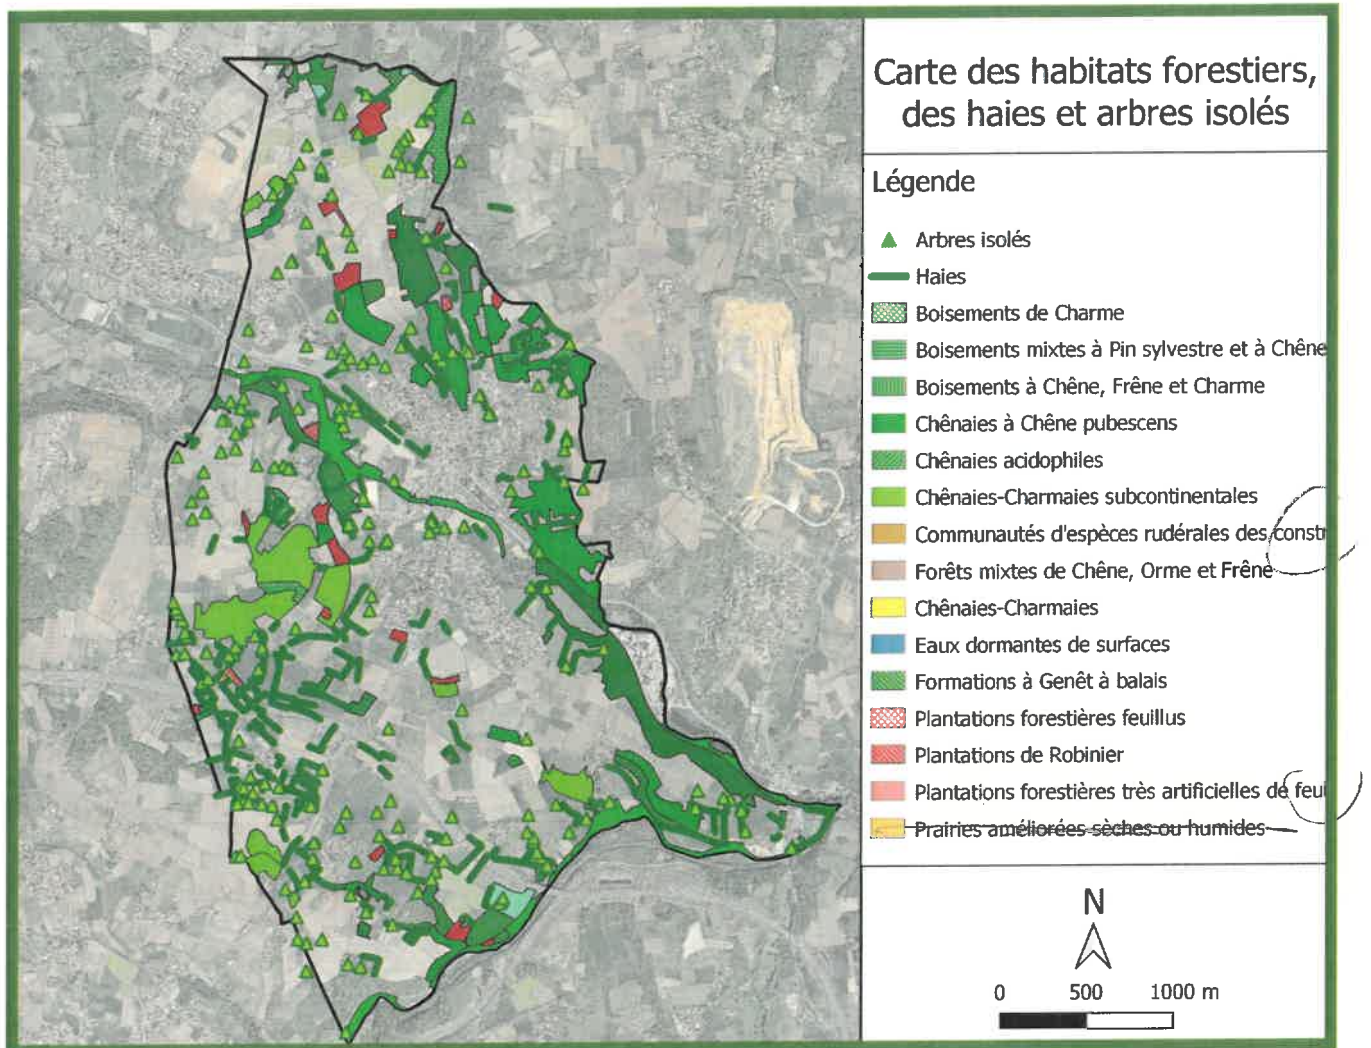 Carte des habitats forestiers,
des haies et arbres isolés
Légende
Arbres isolés
Haies
Boisements de Charme
Boisements mixtes à Pin sylvestre et à Chêne
Boisements à Chêne, Frêne et Charme
Chênaies à Chêne pubescens
Chênaies acidophiles
Chênaies-Charmaies subcontinentales
Communautés d'espèces rudérales des constr
Forêts mixtes de Chêne, Orme et Frêne
Chênaies-Charmaies
Eaux dormantes de surfaces
Formations à Genêt à balais
Plantations forestières feuillus
Plantations de Robinier
Plantations forestières très artificielles de feui
Prairies améliorées sèches ou humides
N
0 500 1000 m